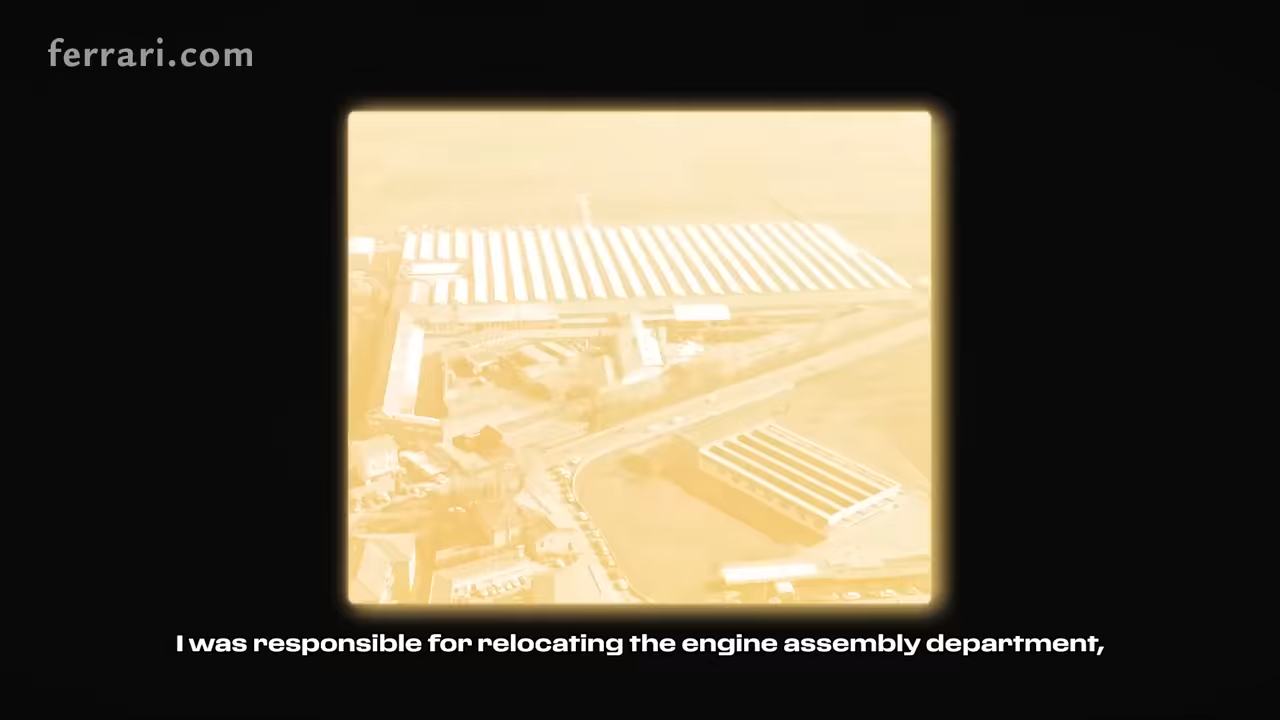 ferrari.com
I was responsible for relocating the engine assembly department,